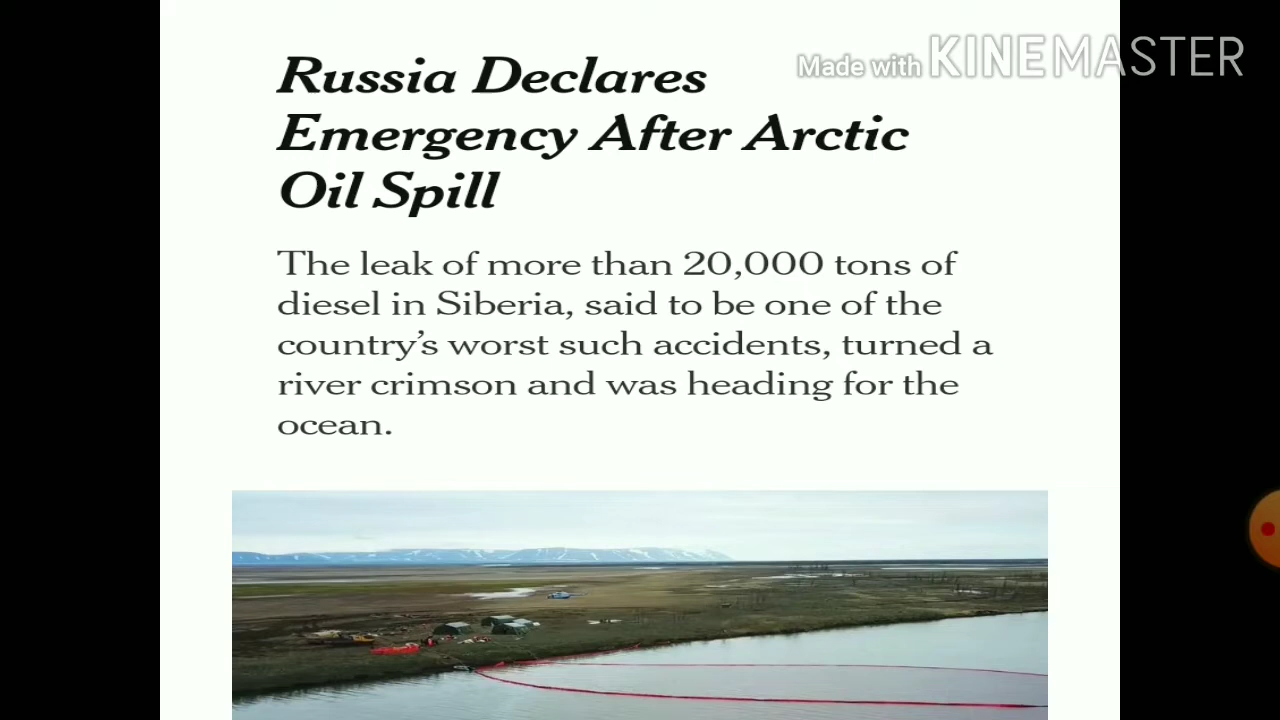 Made with KINEMASTER
Russia Declares
Emergency After Arctic
Oil Spill
The leak of more than 20,000 tons of
diesel in Siberia, said to be one of the
country’s worst such accidents, turned a
river crimson and was heading for the
ocean.